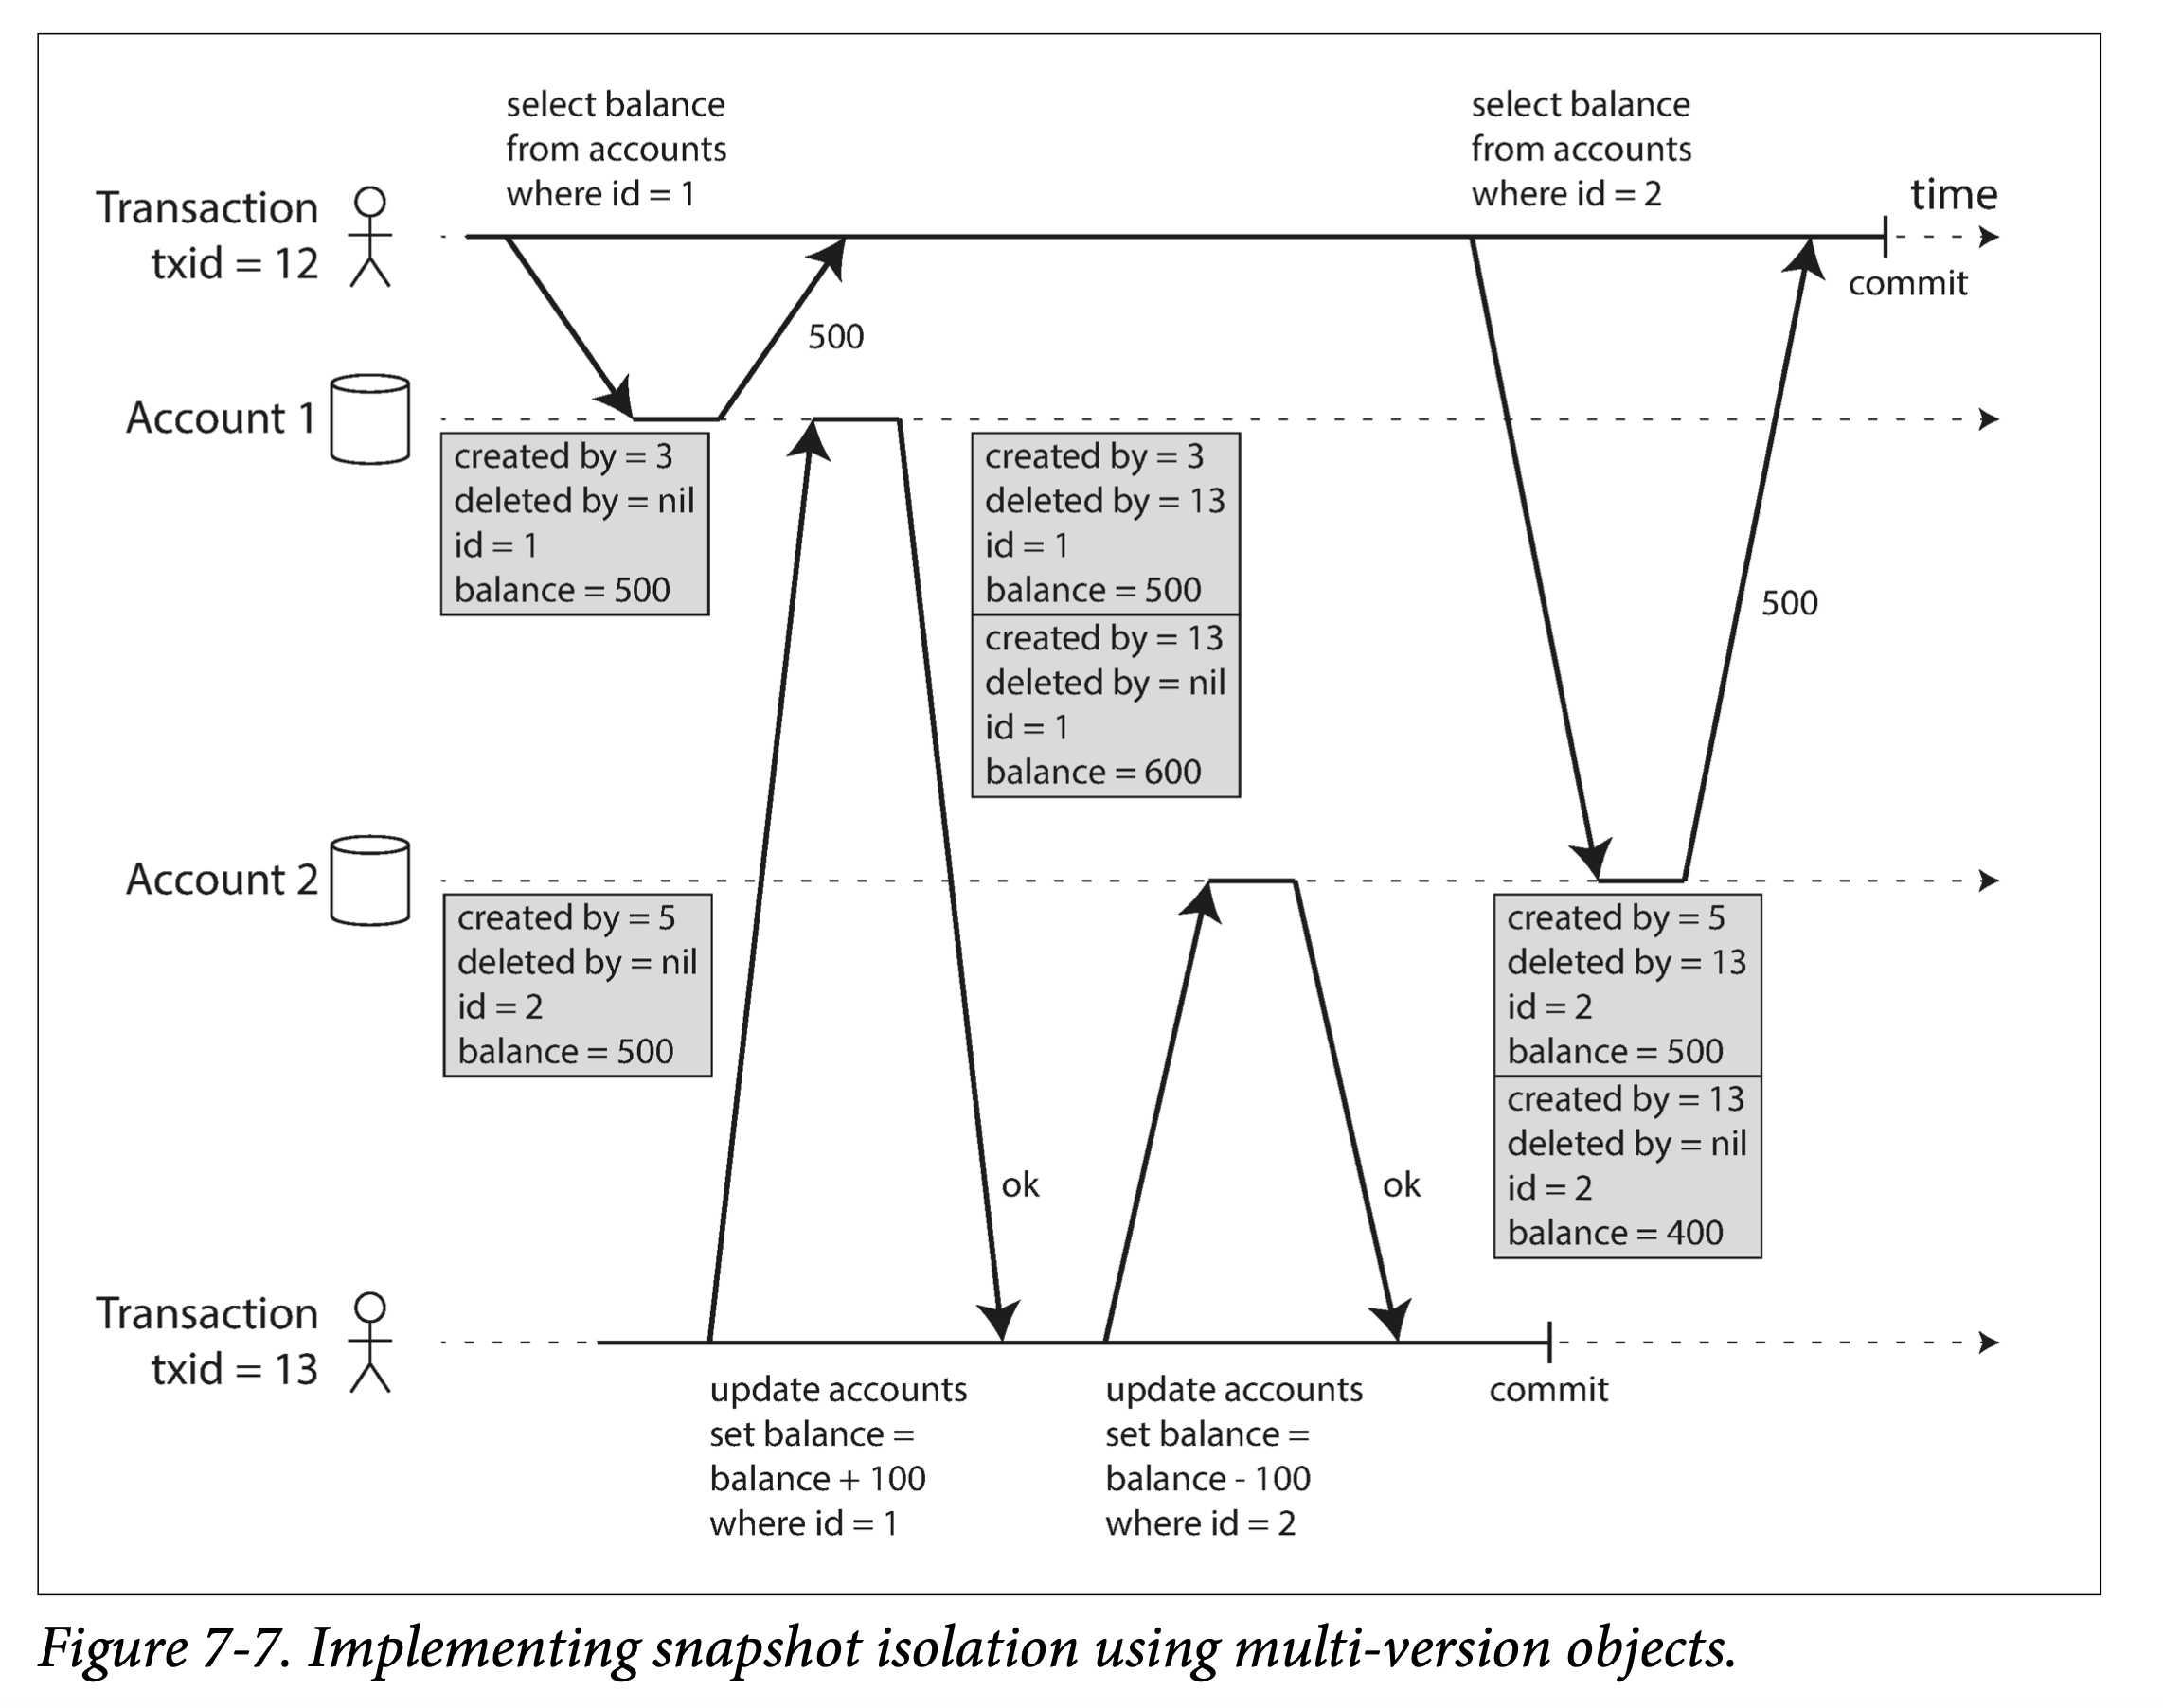 select balance
from accounts
where id = 1
select balance
from accounts
where id = 2
time
Transaction
txid = 12
commit
500
Account 1
created by = 3
deleted by = nil
id = 1
balance = 500
created by = 3
deleted by = 13
id = 1
balance = 500
created by = 13
deleted by = nil
id = 1
balance = 600
500
Account 2
created by = 5
deleted by = nil
id = 2
balance = 500
created by = 5
deleted by = 13
id = 2
balance = 500
created by = 13
deleted by = nil
id = 2
balance = 400
ok
ok
Transaction
txid = 13
update accounts
set balance =
balance + 100
where id = 1
update accounts
set balance =
balance - 100
where id = 2
commit
Figure 7-7. Implementing snapshot isolation using multi-version objects.